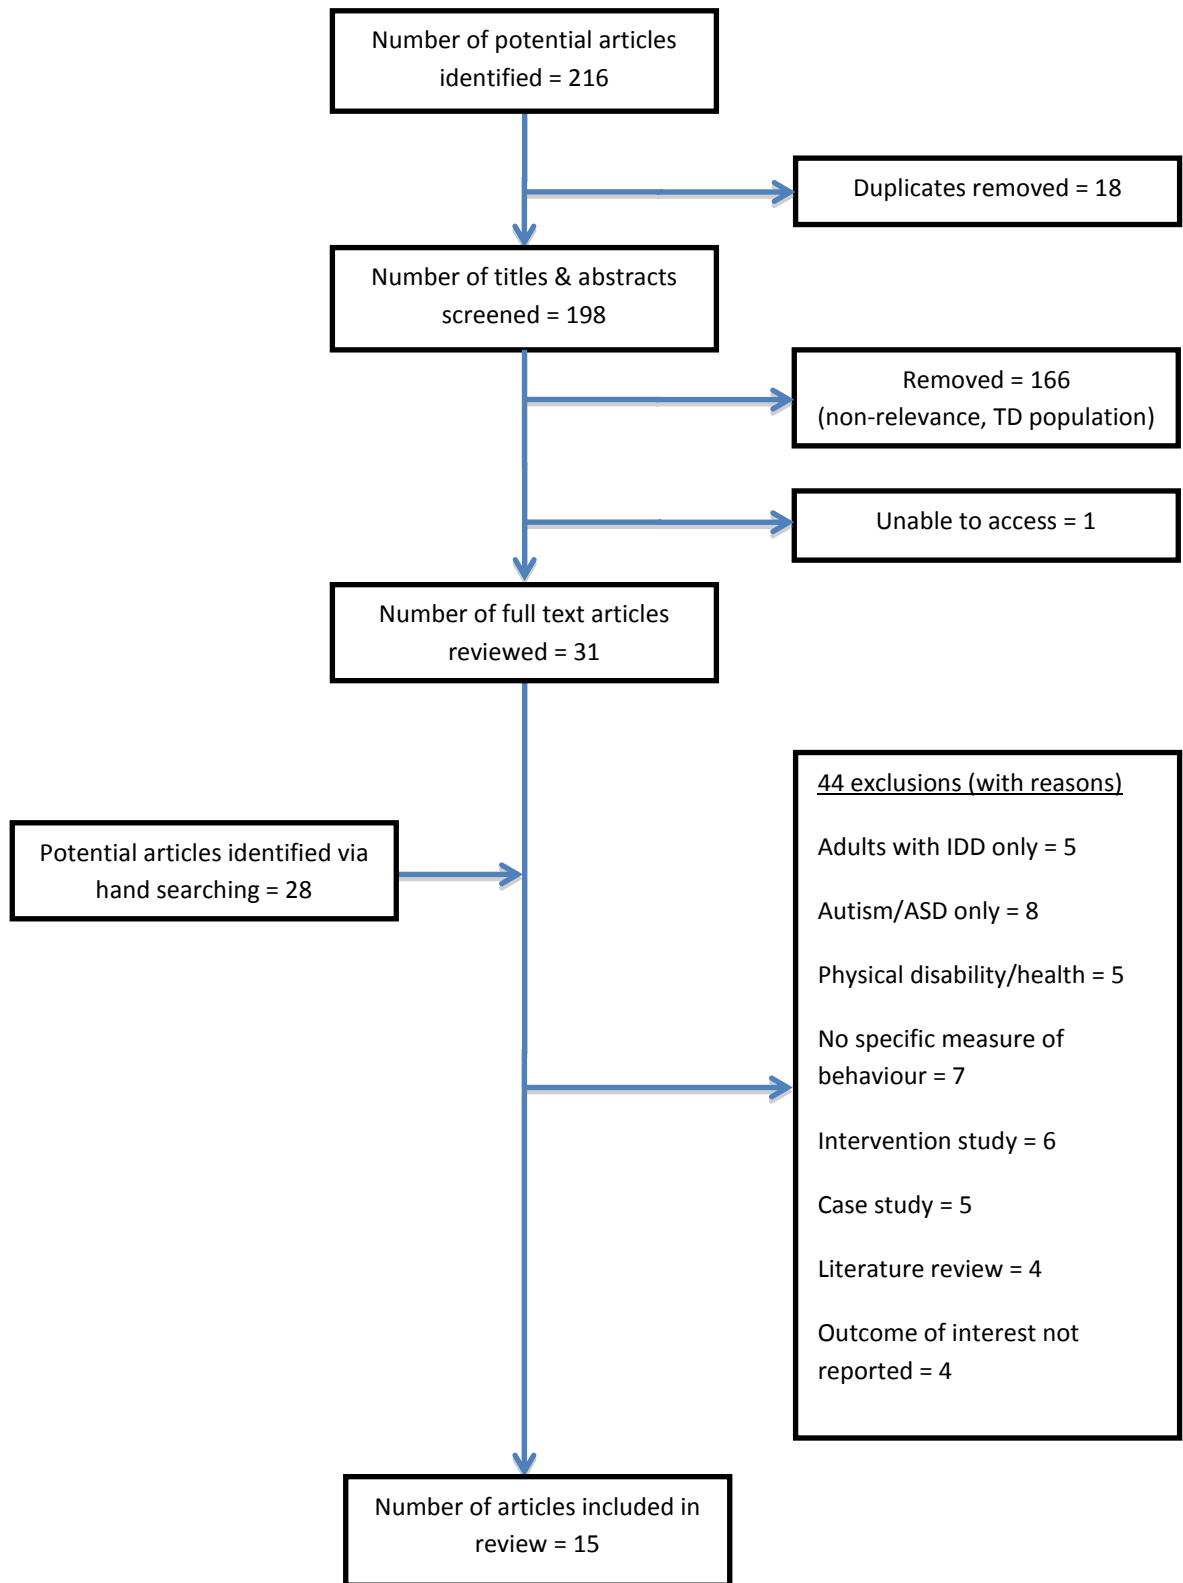 Number of potential articles
identified = 216
Duplicates removed = 18
Number of titles & abstracts
screened = 198
Removed = 166
(non-relevance, TD population)
Unable to access = 1
Number of full text articles
reviewed = 31
Potential articles identified via
hand searching = 28
44 exclusions (with reasons)
Adults with IDD only = 5
Autism/ASD only = 8
Physical disability/health = 5
No specific measure of
behaviour = 7
Intervention study = 6
Case study = 5
Literature review = 4
Outcome of interest not
reported = 4
Number of articles included in
review = 15